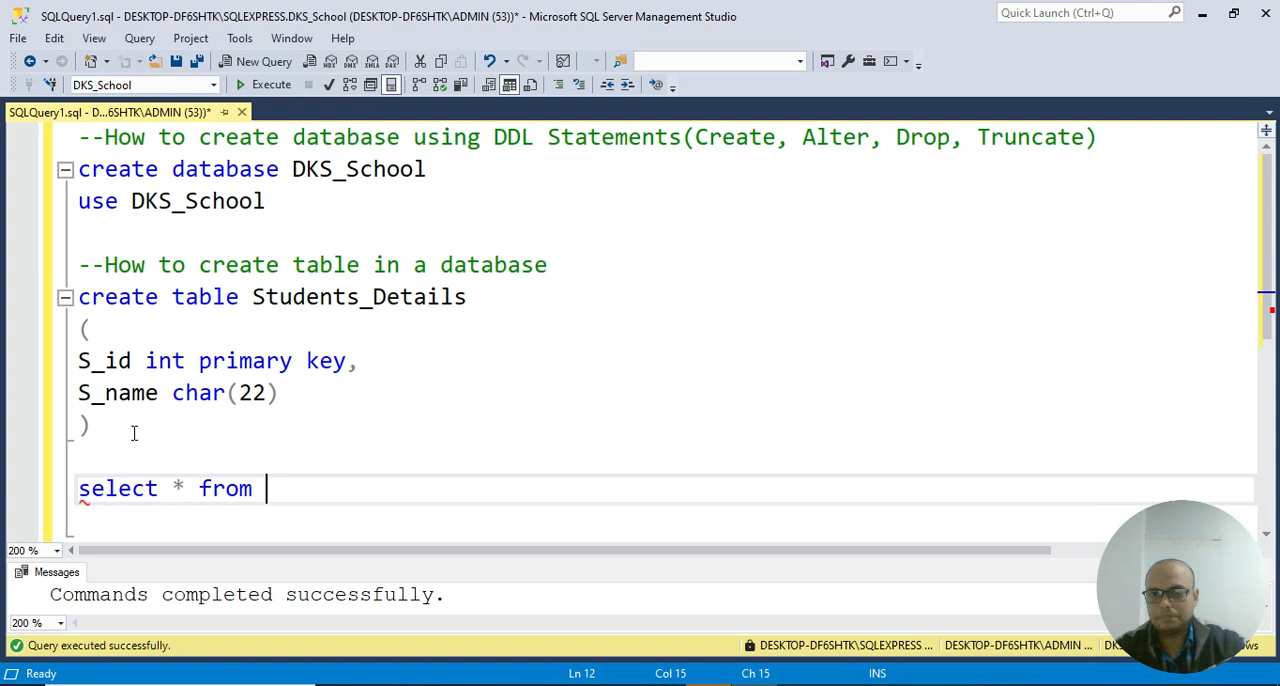 SQLQuery1.sql - DESKTOP-DF6SHTK\SQLEXPRESS.DKS_School (DESKTOP-DF6SHTK\ADMIN (53))* - Microsoft SQL Server Management Studio
Quick Launch (Ctrl+Q)
File Edit View Query Project Tools Window Help
New Query
DKS_School
Execute
SQLQuery1.sql - D...6SHTK\ADMIN (53))*
--How to create database using DDL Statements(Create, Alter, Drop, Truncate)
create database DKS_School
use DKS_School
--How to create table in a database
create table Students_Details
(
S_id int primary key,
S_name char(22)
)
select * from
200 %
Messages
Commands completed successfully.
200 %
Query executed successfully.
DESKTOP-DF6SHTK\SQLEXPRESS ... DESKTOP-DF6SHTK\ADMIN ...
Ready Ln 12 Col 15 Ch 15 INS